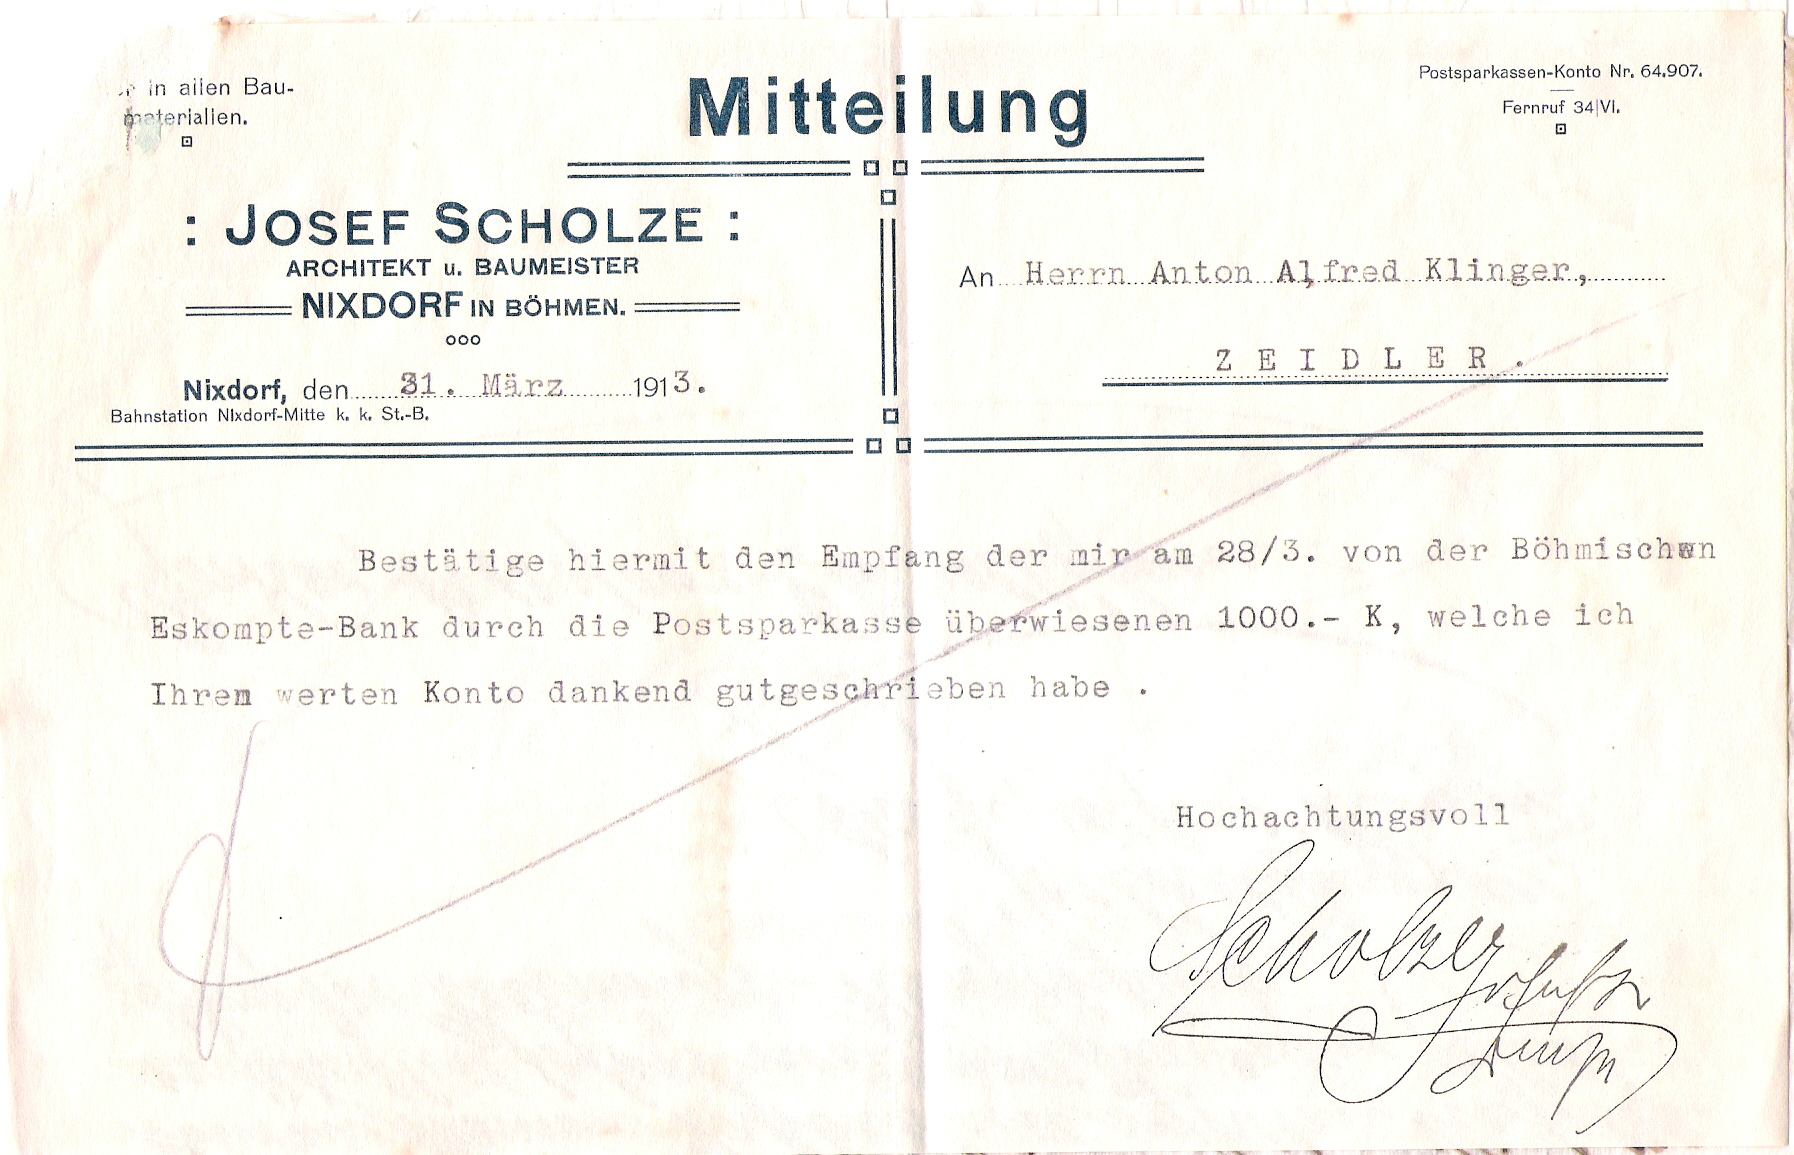 in allen Bau-
materialien.
Mitteilung
Postsparkassen-Konto Nr. 64.907.
Fernruf 34|VI.
: JOSEF SCHOLZE :
ARCHITEKT u. BAUMEISTER
NIXDORF IN BÖHMEN.
Nixdorf, den 31. März 1913.
Bahnstation Nixdorf-Mitte k. k. St.-B.
An Herrn Anton Alfred Klinger,
ZEIDLER.
Bestätige hiermit den Empfang der mir am 28/3. von der Böhmischen
Eskompte-Bank durch die Postsparkasse überwiesenen 1000.- K, welche ich
Ihrem werten Konto dankend gutgeschrieben habe .
Hochachtungsvoll